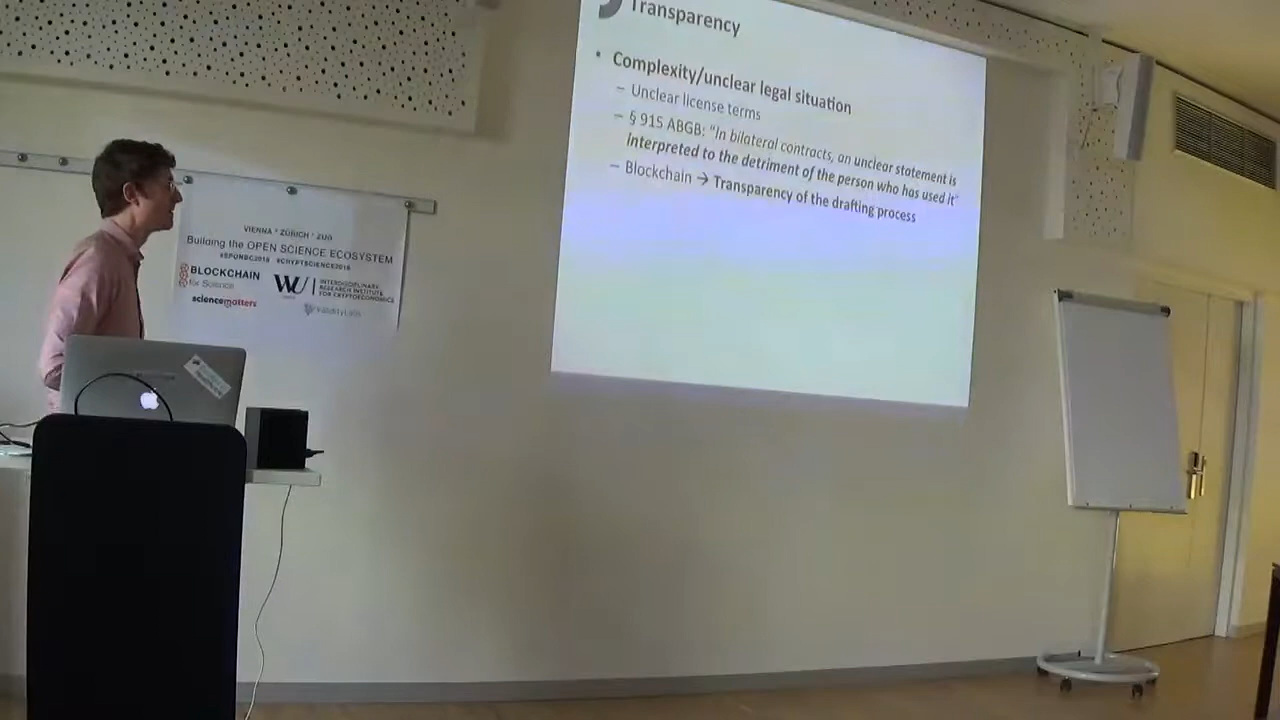 Transparency
• Complexity/unclear legal situation
– Unclear license terms
– § 915 ABGB: "In bilateral contracts, an unclear statement is
interpreted to the detriment of the person who has used it"
– Blockchain → Transparency of the drafting process
VIENNA * ZÜRICH * ZUG
Building the OPEN SCIENCE ECOSYSTEM
#CRYPTSCIENCE2018
BLOCKCHAIN
for Science
sciencematters
WU
INTERDISCIPLINARY
RESEARCH INSTITUTE
FOR CRYPTOECONOMICS